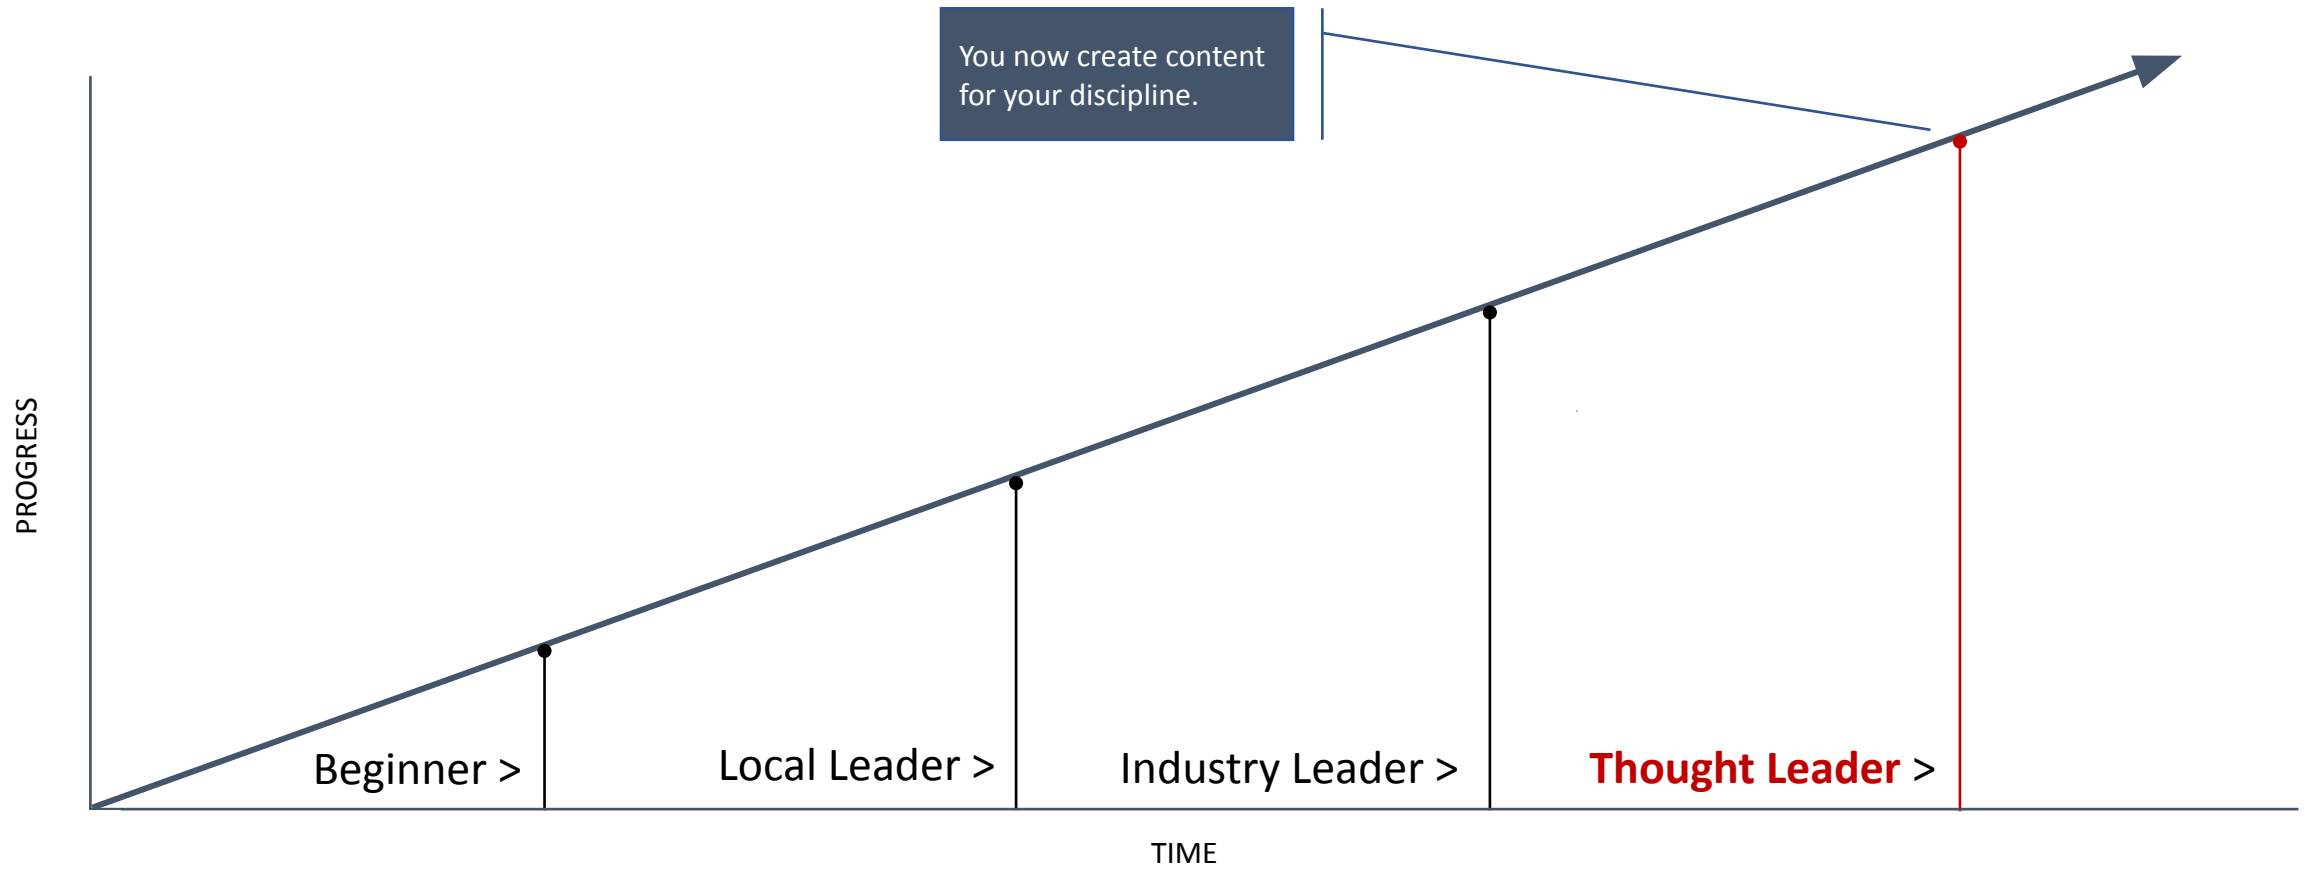 You now create content
for your discipline.
PROGRESS
Beginner >
Local Leader >
Industry Leader >
Thought Leader >
TIME